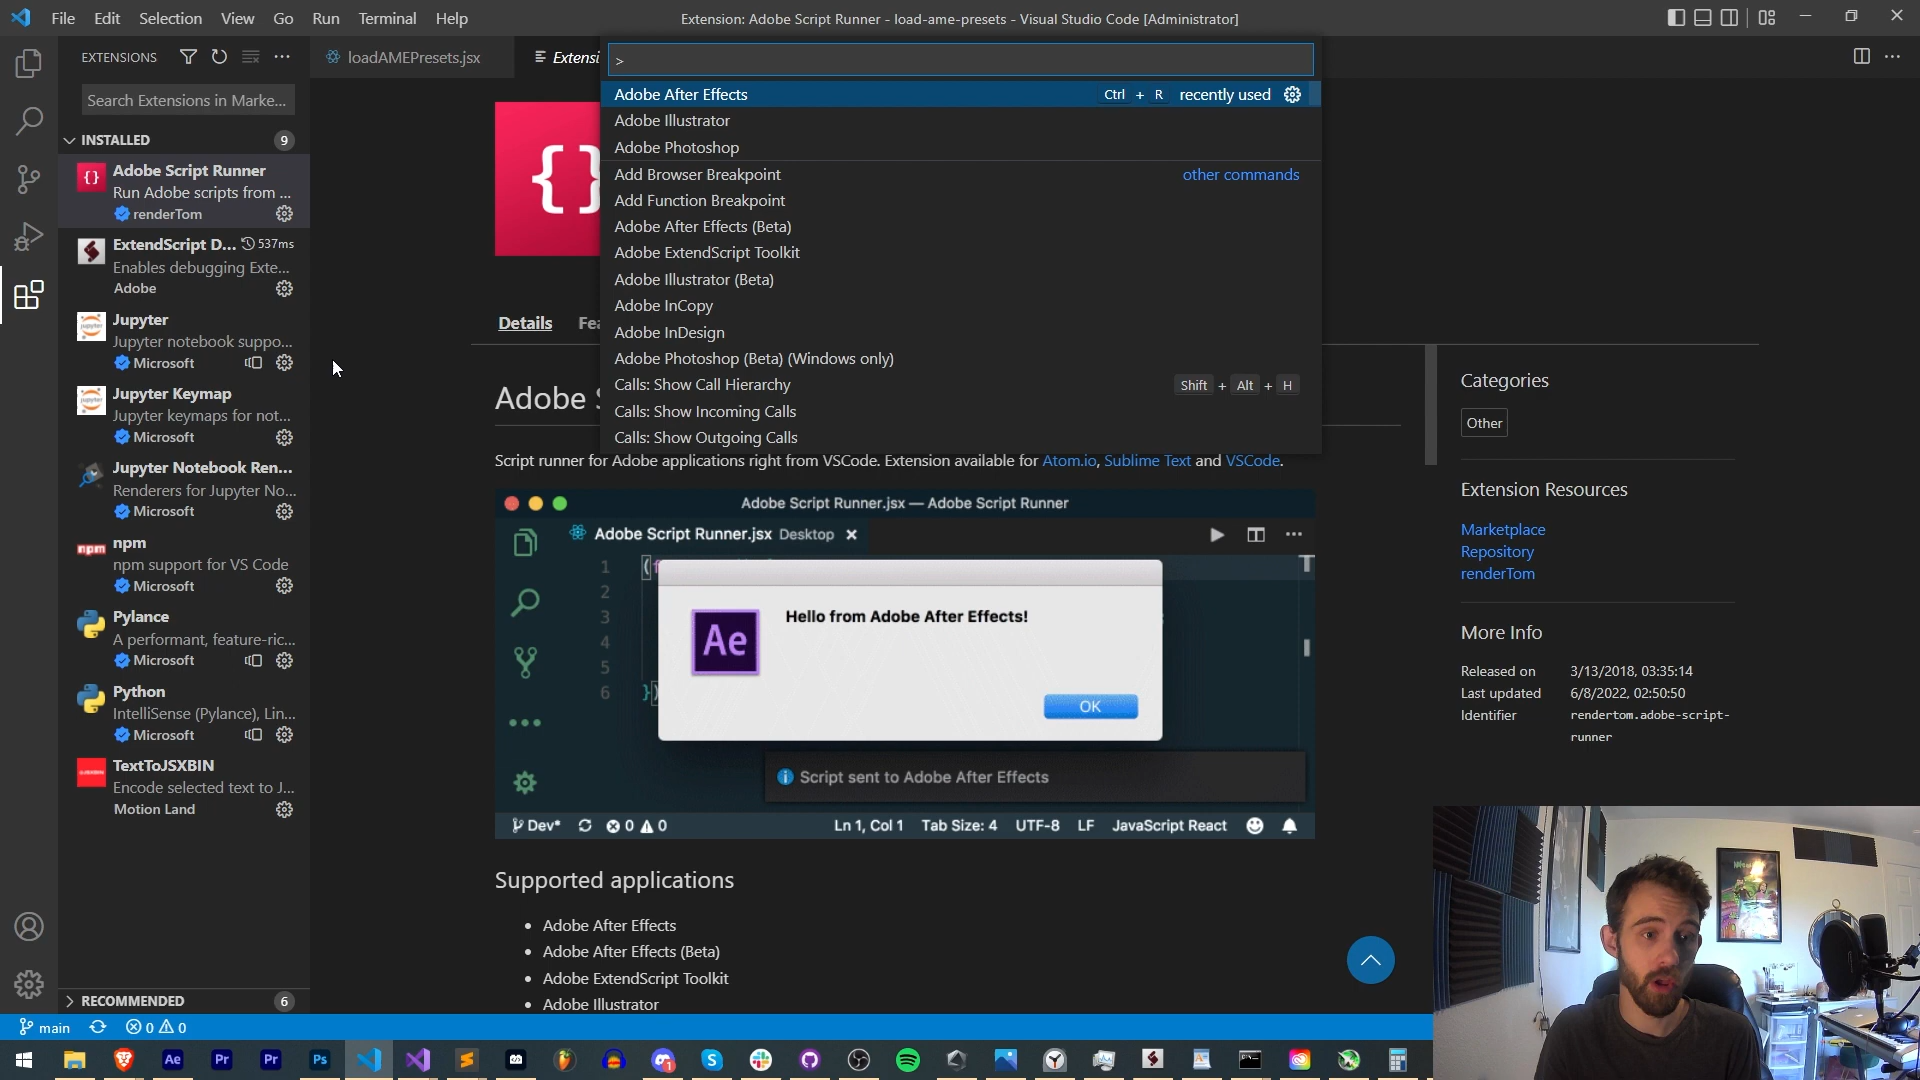 File Edit Selection View Go Run Terminal Help
Extension: Adobe Script Runner - load-ame-presets - Visual Studio Code [Administrator]
EXTENSIONS
loadAMEPresets.jsx
Extensi
>
Search Extensions in Marke...
INSTALLED 9
Adobe Script Runner
Run Adobe scripts from ...
renderTom
ExtendScript D... 537ms
Enables debugging Exte...
Adobe
Jupyter
Jupyter notebook suppo...
Microsoft
Jupyter Keymap
Jupyter keymaps for not...
Microsoft
Jupyter Notebook Ren...
Renderers for Jupyter No...
Microsoft
npm
npm support for VS Code
Microsoft
Pylance
A performant, feature-ric...
Microsoft
Python
IntelliSense (Pylance), Lin...
Microsoft
TextToJSXBIN
Encode selected text to J...
Motion Land
RECOMMENDED 6
Adobe After Effects Ctrl + R recently used
Adobe Illustrator
Adobe Photoshop
Add Browser Breakpoint other commands
Add Function Breakpoint
Adobe After Effects (Beta)
Adobe ExtendScript Toolkit
Adobe Illustrator (Beta)
Adobe InCopy
Adobe InDesign
Adobe Photoshop (Beta) (Windows only)
Calls: Show Call Hierarchy Shift + Alt + H
Calls: Show Incoming Calls
Calls: Show Outgoing Calls
{}
Details Fea
Adobe S
Script runner for Adobe applications right from VSCode. Extension available for Atom.io, Sublime Text and VSCode.
Adobe Script Runner.jsx — Adobe Script Runner
Adobe Script Runner.jsx Desktop
1 (f
2
3
4
5
6 })
Ae
Hello from Adobe After Effects!
OK
Script sent to Adobe After Effects
Dev* 0 0 Ln 1, Col 1 Tab Size: 4 UTF-8 LF JavaScript React
Supported applications
• Adobe After Effects
• Adobe After Effects (Beta)
• Adobe ExtendScript Toolkit
• Adobe Illustrator
Categories
Other
Extension Resources
Marketplace
Repository
renderTom
More Info
Released on 3/13/2018, 03:35:14
Last updated 6/8/2022, 02:50:50
Identifier rendertom.adobe-script-
runner
main 0 0
Ae Pr Pr Ps